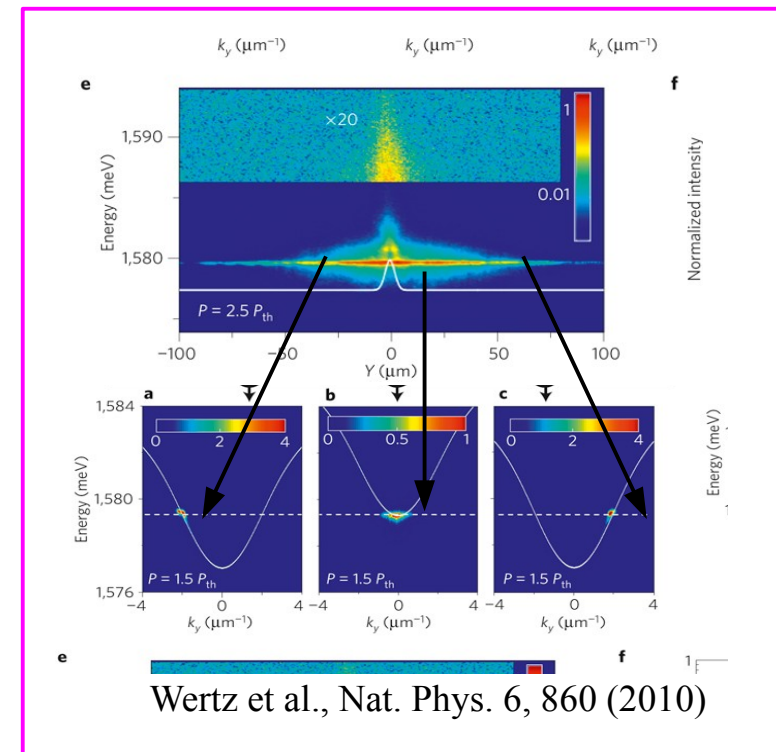 k_y (μm⁻¹) k_y (μm⁻¹) k_y (μm⁻¹)
e f
1
×20
1,590
0.01
Energy (meV)
Normalized intensity
1,580
P = 2.5 P_th
−100 −50 0 50 100
Y (μm)
a b c
1,584
0 2 4 0 0.5 1 0 2 4
Energy (meV)
Energy (meV)
1,580 1
P = 1.5 P_th P = 1.5 P_th P = 1.5 P_th
1,576
−4 0 4 −4 0 4 −4 0 4
k_y (μm⁻¹) k_y (μm⁻¹) k_y (μm⁻¹)
e f 1
Wertz et al., Nat. Phys. 6, 860 (2010)